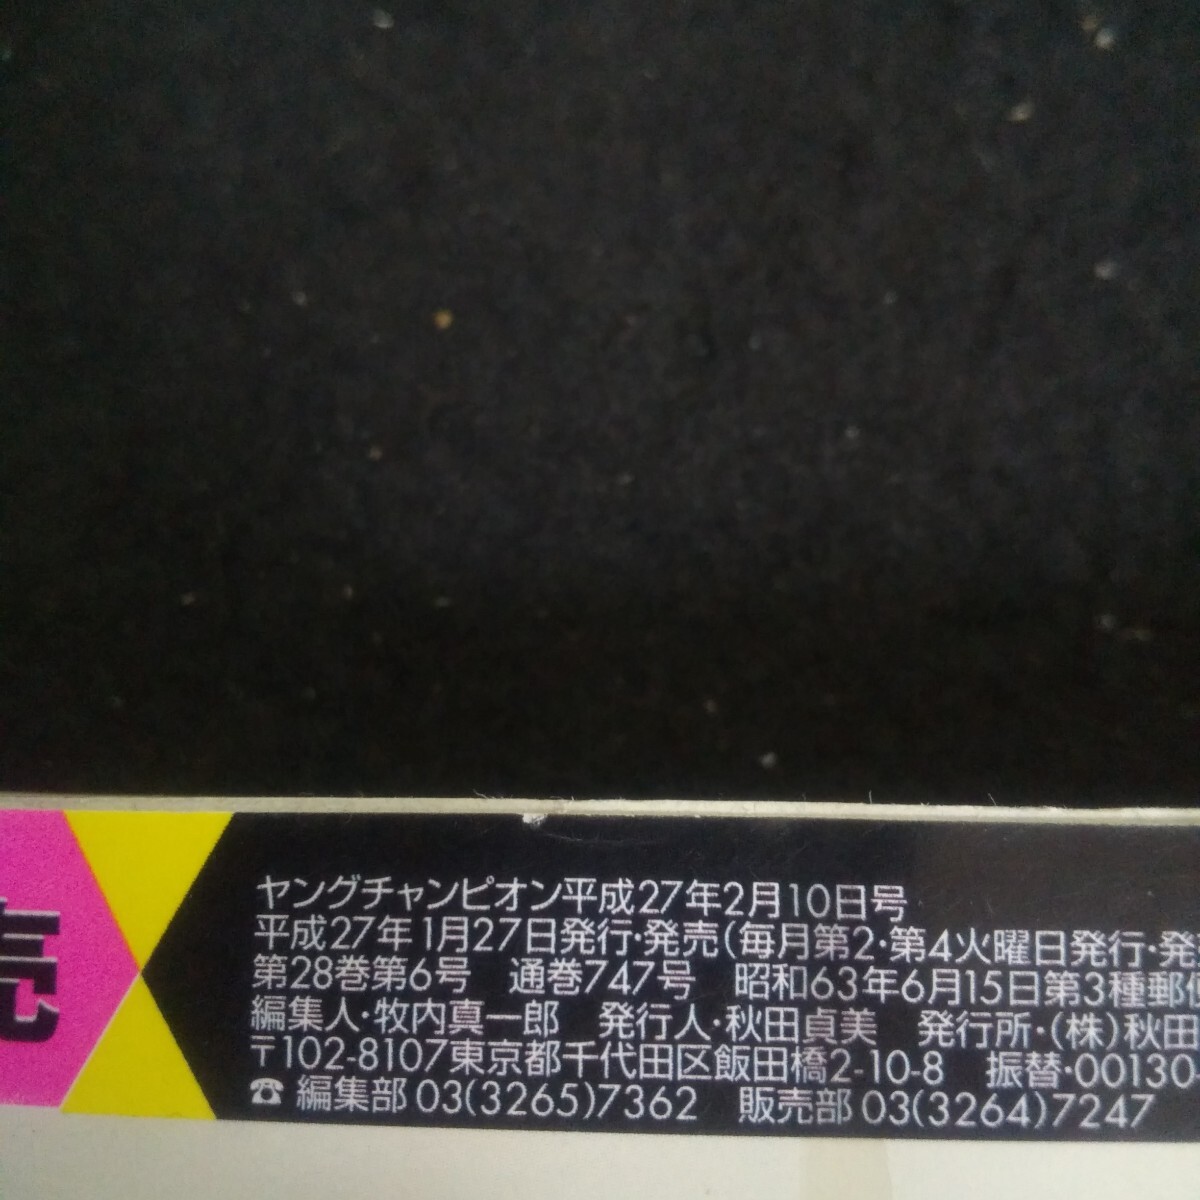 売
ヤングチャンピオン平成27年2月10日号
平成27年1月27日発行・発売(毎月第2・第4火曜日発行・発
第28巻第6号 通巻747号 昭和63年6月15日第3種郵便
編集人・牧内真一郎 発行人・秋田貞美 発行所・(株)秋田
〒102-8107東京都千代田区飯田橋2-10-8 振替・00130-
☎編集部 03(3265)7362 販売部 03(3264)7247